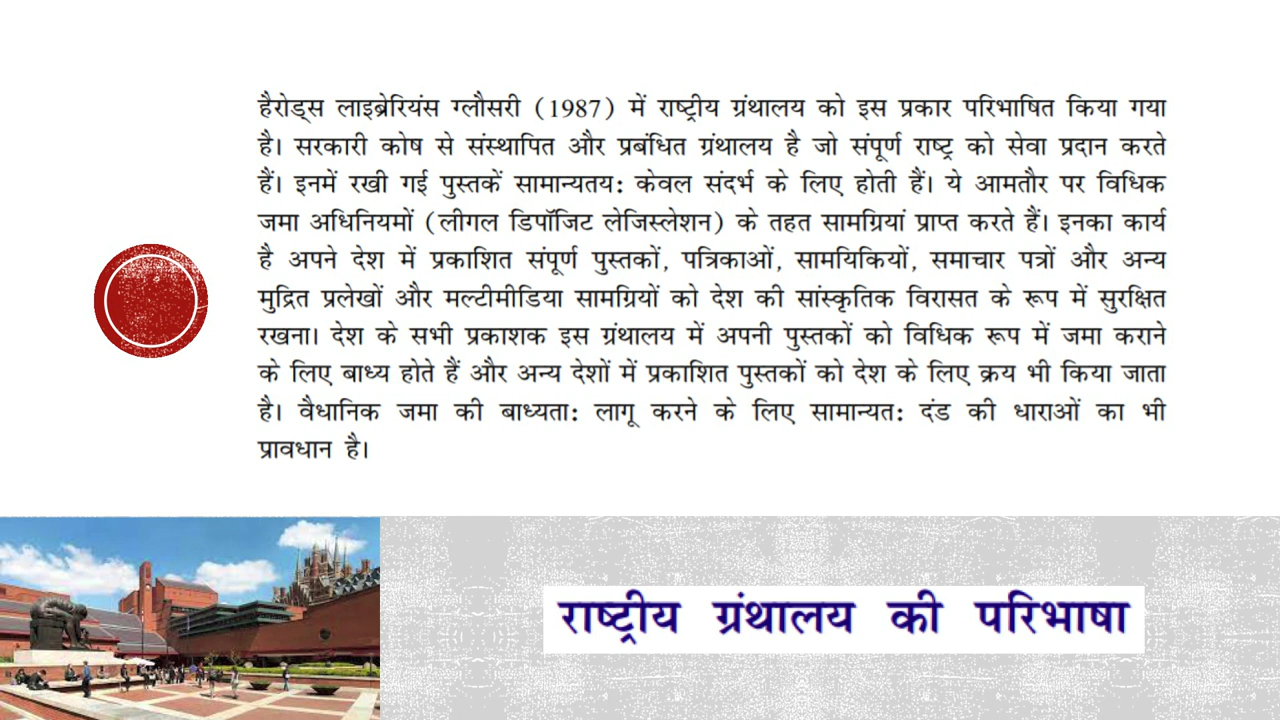 हैरोड्स लाइब्रेरियंस ग्लौसरी (1987) में राष्ट्रीय ग्रंथालय को इस प्रकार परिभाषित किया गया
है। सरकारी कोष से संस्थापित और प्रबंधित ग्रंथालय है जो संपूर्ण राष्ट्र को सेवा प्रदान करते
हैं। इनमें रखी गई पुस्तकें सामान्यतय: केवल संदर्भ के लिए होती हैं। ये आमतौर पर विधिक
जमा अधिनियमों (लीगल डिपॉजिट लेजिस्लेशन) के तहत सामग्रियां प्राप्त करते हैं। इनका कार्य
है अपने देश में प्रकाशित संपूर्ण पुस्तकों, पत्रिकाओं, सामयिकियों, समाचार पत्रों और अन्य
मुद्रित प्रलेखों और मल्टीमीडिया सामग्रियों को देश की सांस्कृतिक विरासत के रूप में सुरक्षित
रखना। देश के सभी प्रकाशक इस ग्रंथालय में अपनी पुस्तकों को विधिक रूप में जमा कराने
के लिए बाध्य होते हैं और अन्य देशों में प्रकाशित पुस्तकों को देश के लिए क्रय भी किया जाता
है। वैधानिक जमा की बाध्यता: लागू करने के लिए सामान्यत: दंड की धाराओं का भी
प्रावधान है।
राष्ट्रीय ग्रंथालय की परिभाषा